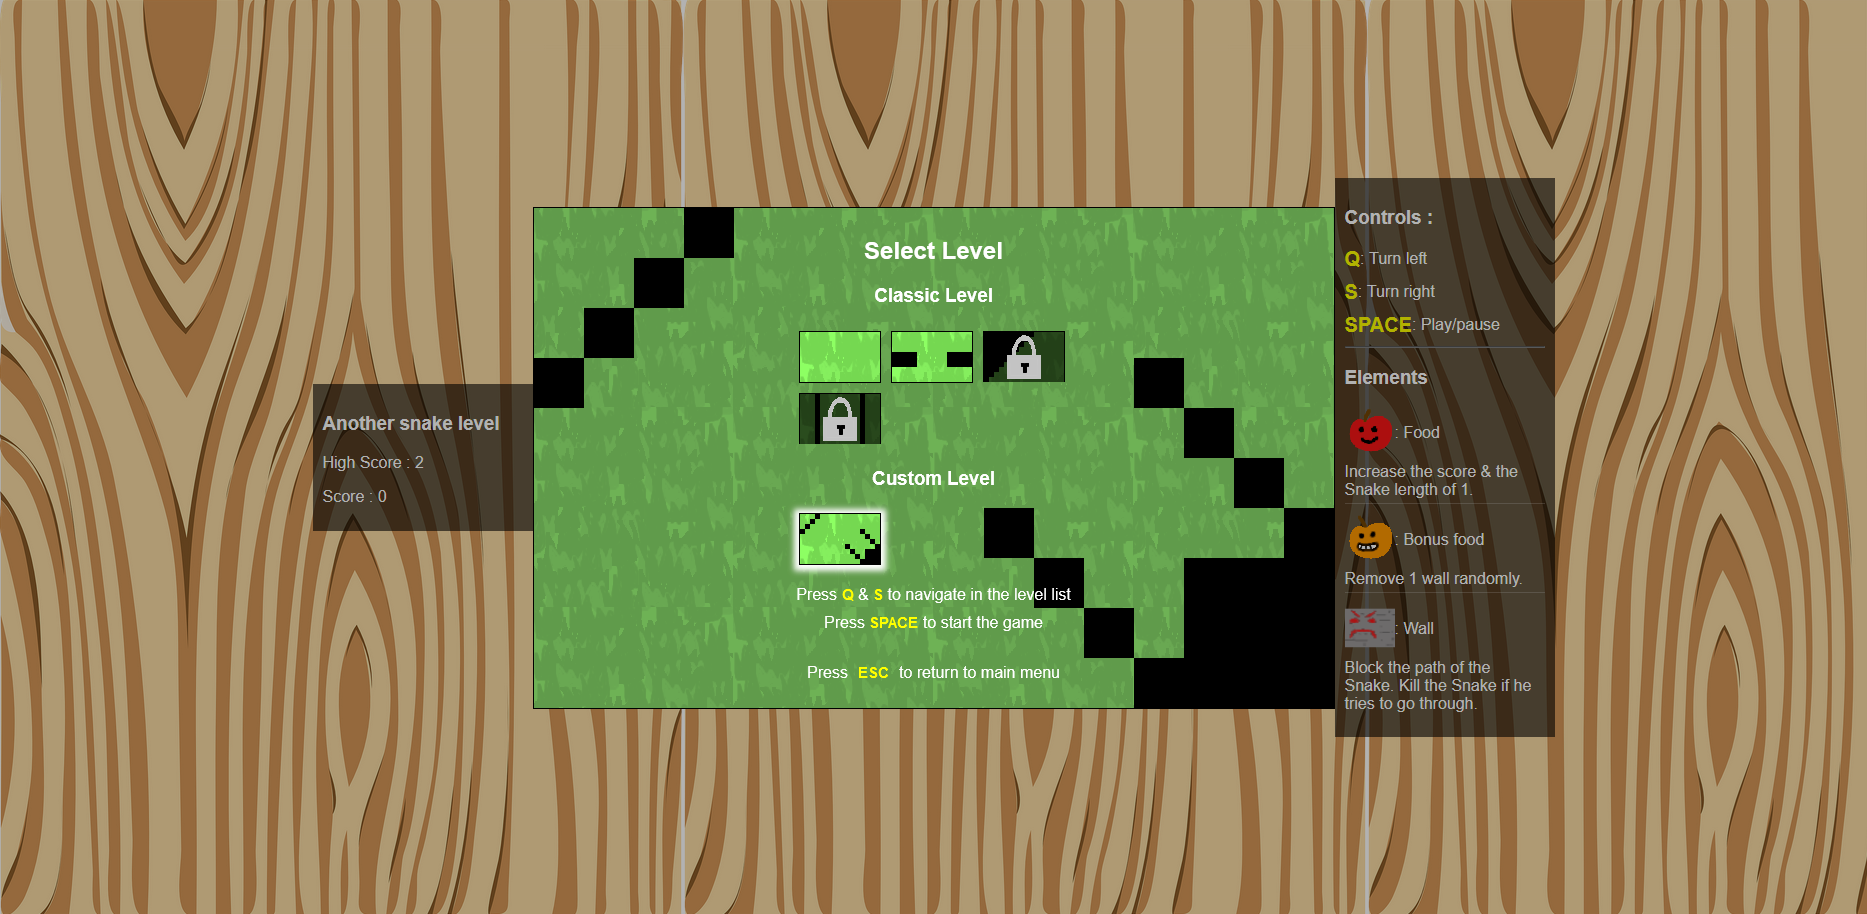 Another snake level
High Score : 2
Score : 0
Select Level
Classic Level
Custom Level
Press Q & S to navigate in the level list
Press SPACE to start the game
Press ESC to return to main menu
Controls :
Q: Turn left
S: Turn right
SPACE: Play/pause
Elements
: Food
Increase the score & the
Snake length of 1.
: Bonus food
Remove 1 wall randomly.
: Wall
Block the path of the
Snake. Kill the Snake if he
tries to go through.